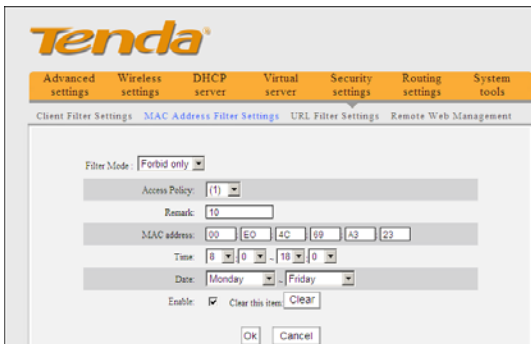 Tenda
Advanced settings Wireless settings DHCP server Virtual server Security settings Routing settings System tools
Client Filter Settings MAC Address Filter Settings URL Filter Settings Remote Web Management
Filter Mode : Forbid only
Access Policy: (1)
Remark: 10
MAC address: 00 : E0 : 4C : 69 : A3 : 23
Time: 8 : 0 ~ 18 : 0
Date: Monday ~ Friday
Enable: Clear this item: Clear
Ok Cancel